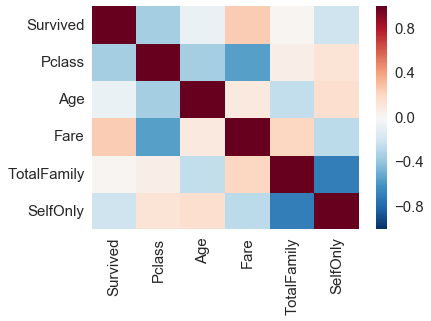 Survived
Pclass
Age
Fare
TotalFamily
SelfOnly
Survived
Pclass
Age
Fare
TotalFamily
SelfOnly
0.8
0.4
0.0
−0.4
−0.8